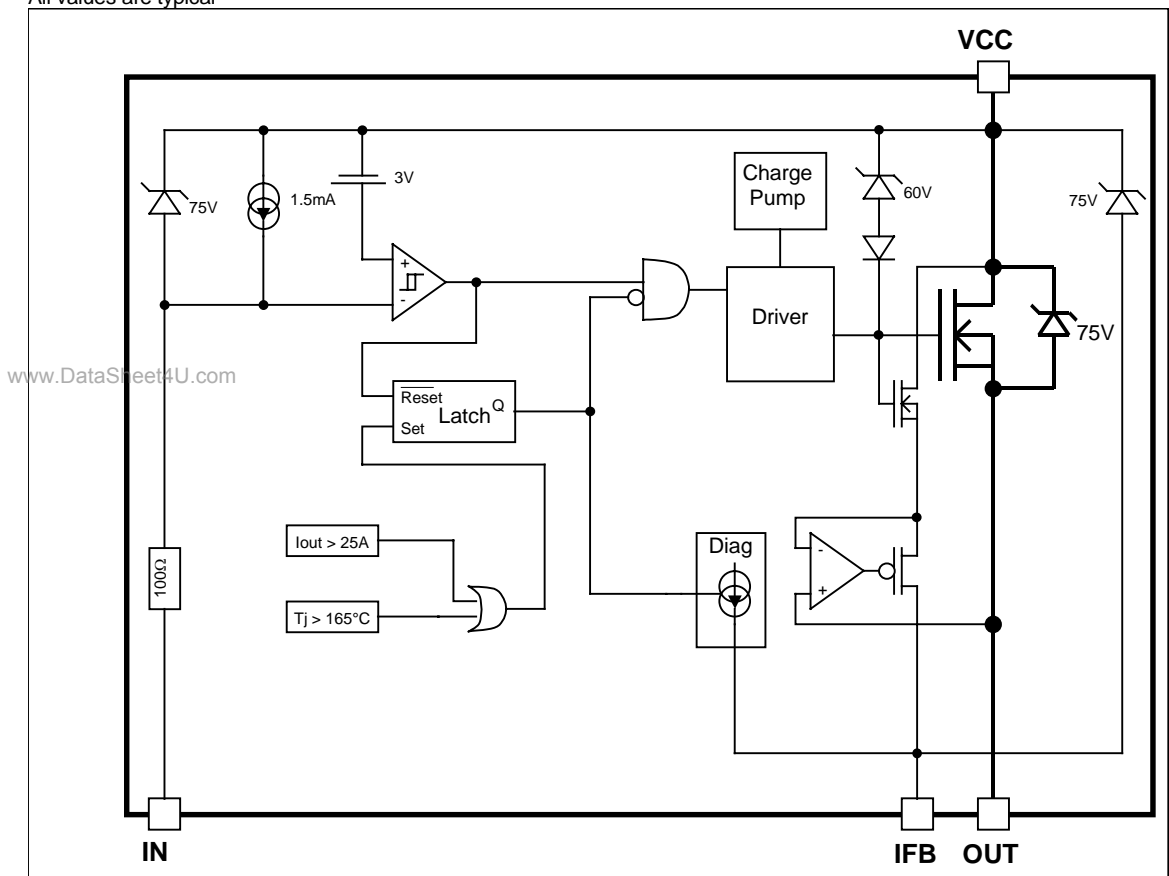 All values are typical
VCC
75V
1.5mA
3V
Charge
Pump
60V
75V
+
-
Driver
75V
www.DataSheet4U.com
Reset
Latch
Q
Set
Iout > 25A
Tj > 165°C
100Ω
Diag
-
+
IN
IFB
OUT